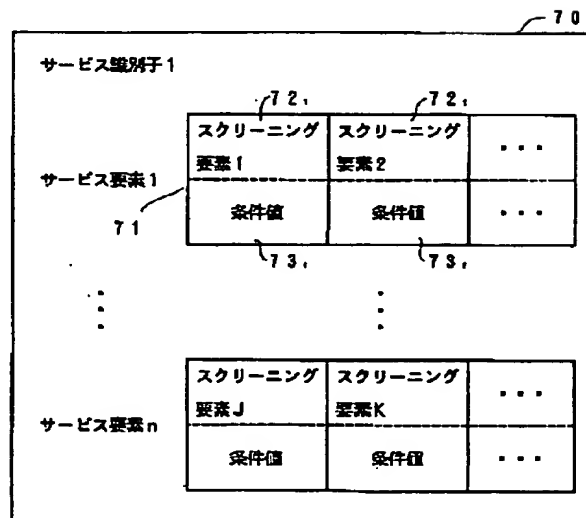 70
サービス識別子1
72₁ 72₁
スクリーニング要素1 スクリーニング要素2 ・・・
サービス要素1
71
条件値 条件値 ・・・
73₁ 73₁
スクリーニング要素J スクリーニング要素K ・・・
サービス要素n
条件値 条件値 ・・・